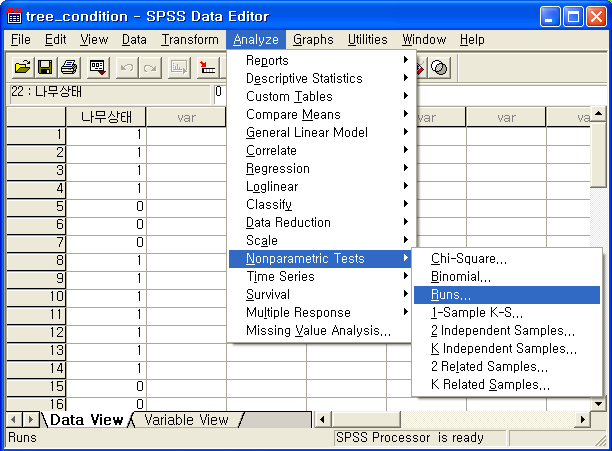 tree_condition - SPSS Data Editor
File Edit View Data Transform Analyze Graphs Utilities Window Help
22 : 나무상태 0
나무상태 var var var var
1 1
2 1
3 1
4 1
5 0
6 0
7 0
8 1
9 1
10 1
11 1
12 1
13 1
14 1
15 0
16 0
Reports
Descriptive Statistics
Custom Tables
Compare Means
General Linear Model
Correlate
Regression
Loglinear
Classify
Data Reduction
Scale
Nonparametric Tests
Time Series
Survival
Multiple Response
Missing Value Analysis...
Chi-Square...
Binomial...
Runs...
1-Sample K-S...
2 Independent Samples...
K Independent Samples...
2 Related Samples...
K Related Samples...
Data View Variable View
Runs SPSS Processor is ready